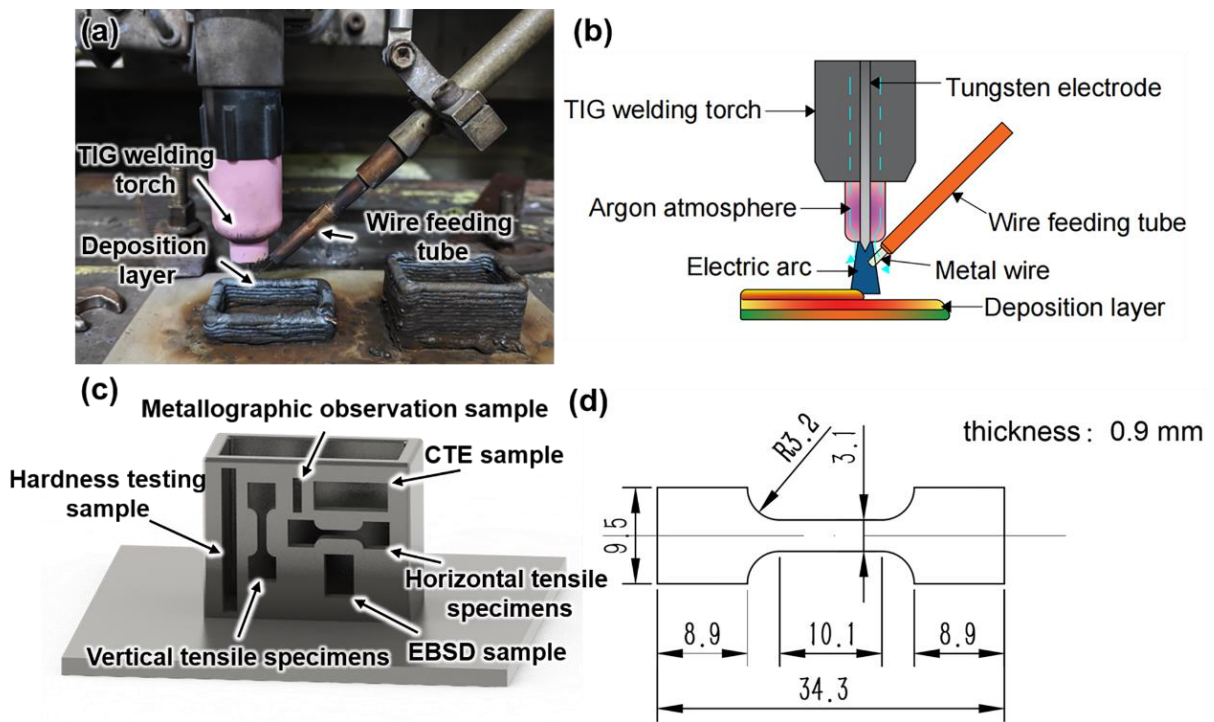 (a)
TIG welding
torch
Deposition
layer
Wire feeding
tube
(b)
TIG welding torch
Tungsten electrode
Argon atmosphere
Wire feeding tube
Electric arc
Metal wire
Deposition layer
(c)
Metallographic observation sample
CTE sample
Hardness testing
sample
Horizontal tensile
specimens
Vertical tensile specimens
EBSD sample
(d)
thickness: 0.9 mm
R3.2
3.1
9.5
8.9
10.1
8.9
34.3